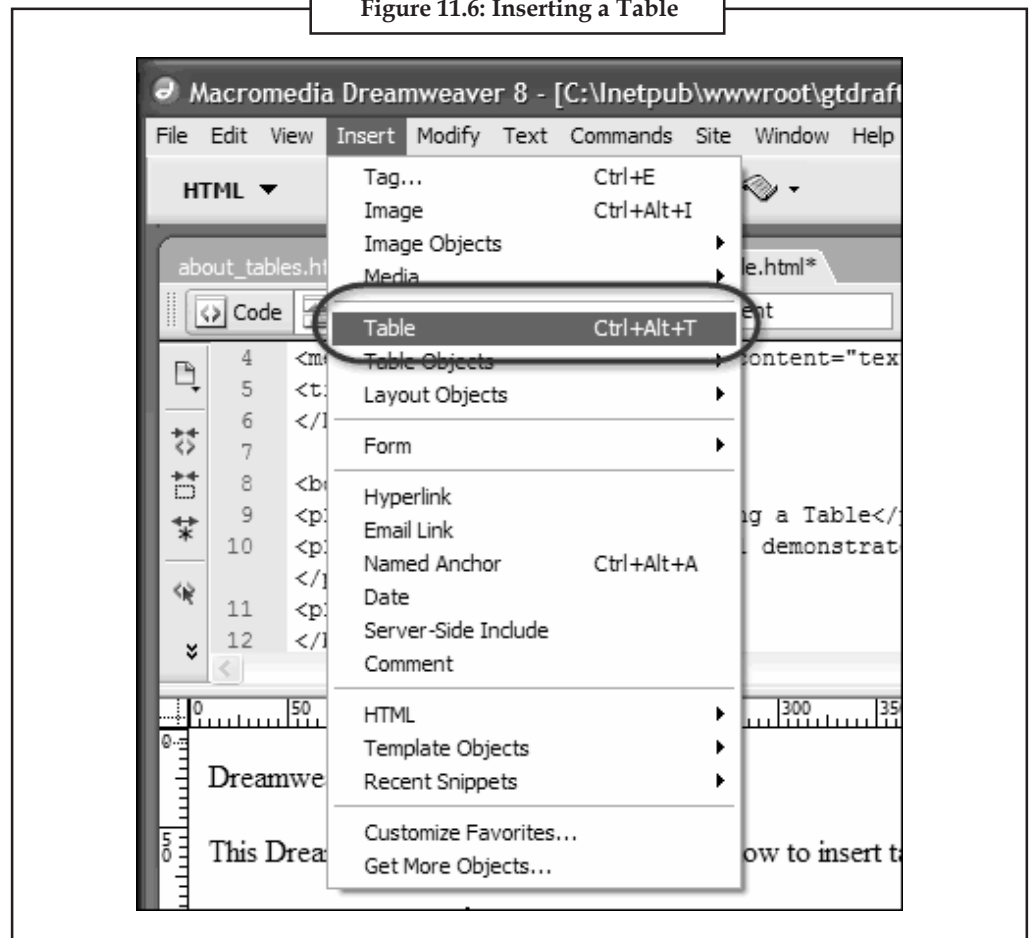 Figure 11.6: Inserting a Table
Macromedia Dreamweaver 8 - [C:\Inetpub\wwwroot\gtdraft
File Edit View Insert Modify Text Commands Site Window Help
HTML
Tag... Ctrl+E
Image Ctrl+Alt+I
Image Objects
about_tables.ht
le.html*
Media
Code
Table Ctrl+Alt+T
4 <m
Table Objects
content="tex
5 <t
Layout Objects
6 </
7
Form
8 <b
Hyperlink
9 <p
ng a Table</
Email Link
10 <p
demonstrat
Named Anchor Ctrl+Alt+A
</
Date
11 <p
Server-Side Include
12 </
Comment
0 50 300 35
HTML
0
Template Objects
Dreamwe
Recent Snippets
Customize Favorites...
50
This Drea
ow to insert ta
Get More Objects...